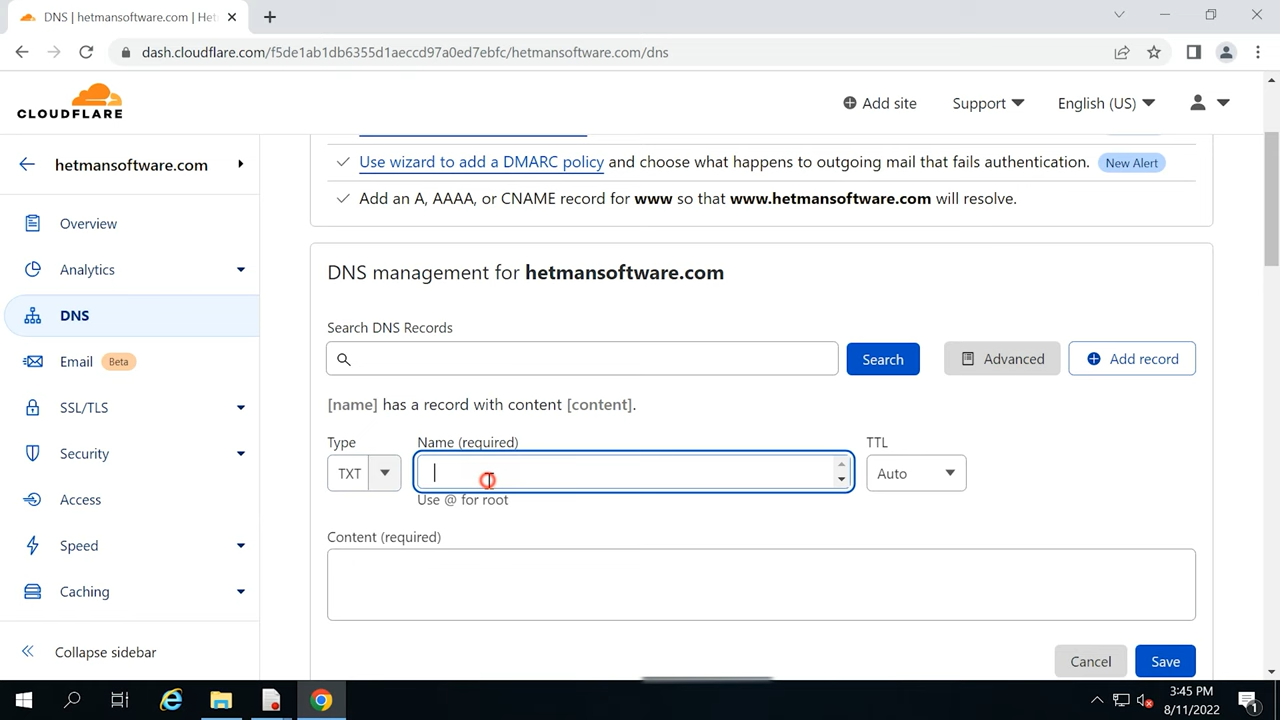 DNS | hetmansoftware.com | Het
dash.cloudflare.com/f5de1ab1db6355d1aeccd97a0ed7ebfc/hetmansoftware.com/dns
CLOUDFLARE
Add site
Support
English (US)
hetmansoftware.com
Overview
Analytics
DNS
Email Beta
SSL/TLS
Security
Access
Speed
Caching
Collapse sidebar
Use wizard to add a DMARC policy and choose what happens to outgoing mail that fails authentication. New Alert
Add an A, AAAA, or CNAME record for www so that www.hetmansoftware.com will resolve.
DNS management for hetmansoftware.com
Search DNS Records
Search
Advanced
Add record
[name] has a record with content [content].
Type
Name (required)
TTL
TXT
Auto
Use @ for root
Content (required)
Cancel
Save
3:45 PM
8/11/2022
1